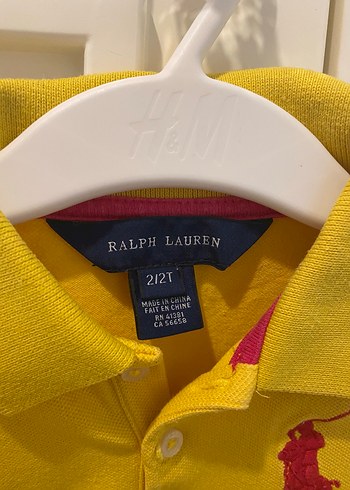 H&M
RALPH LAUREN
2/2T
MADE IN CHINA
FAIT EN CHINE
RN 41381
CA 56658